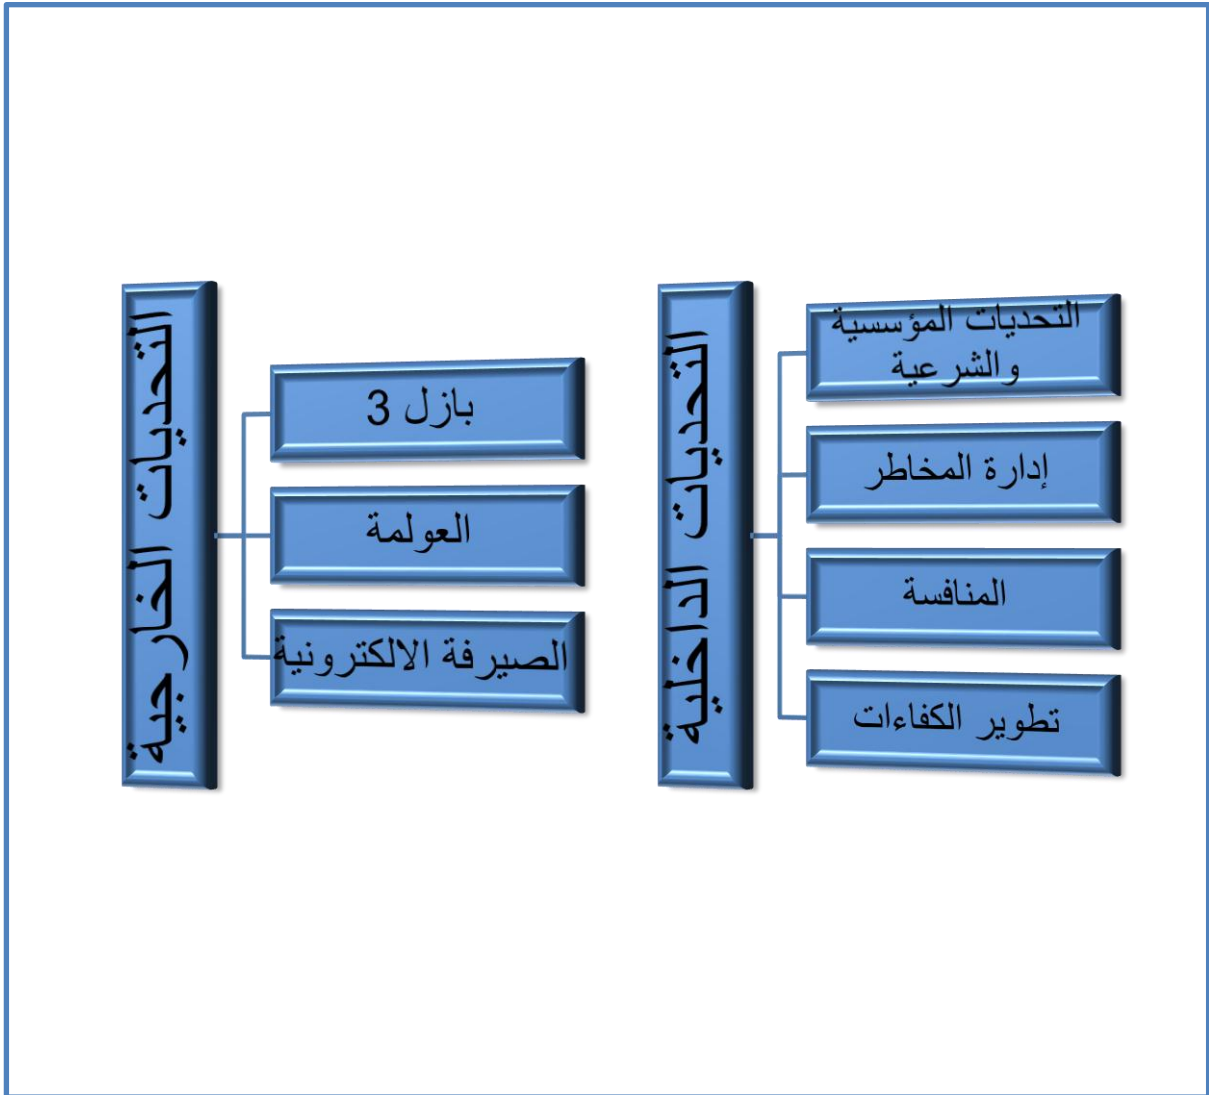 التحديات الداخلية
التحديات المؤسسية
والشرعية
إدارة المخاطر
المنافسة
تطوير الكفاءات
التحديات الخارجية
بازل 3
العولمة
الصيرفة الالكترونية